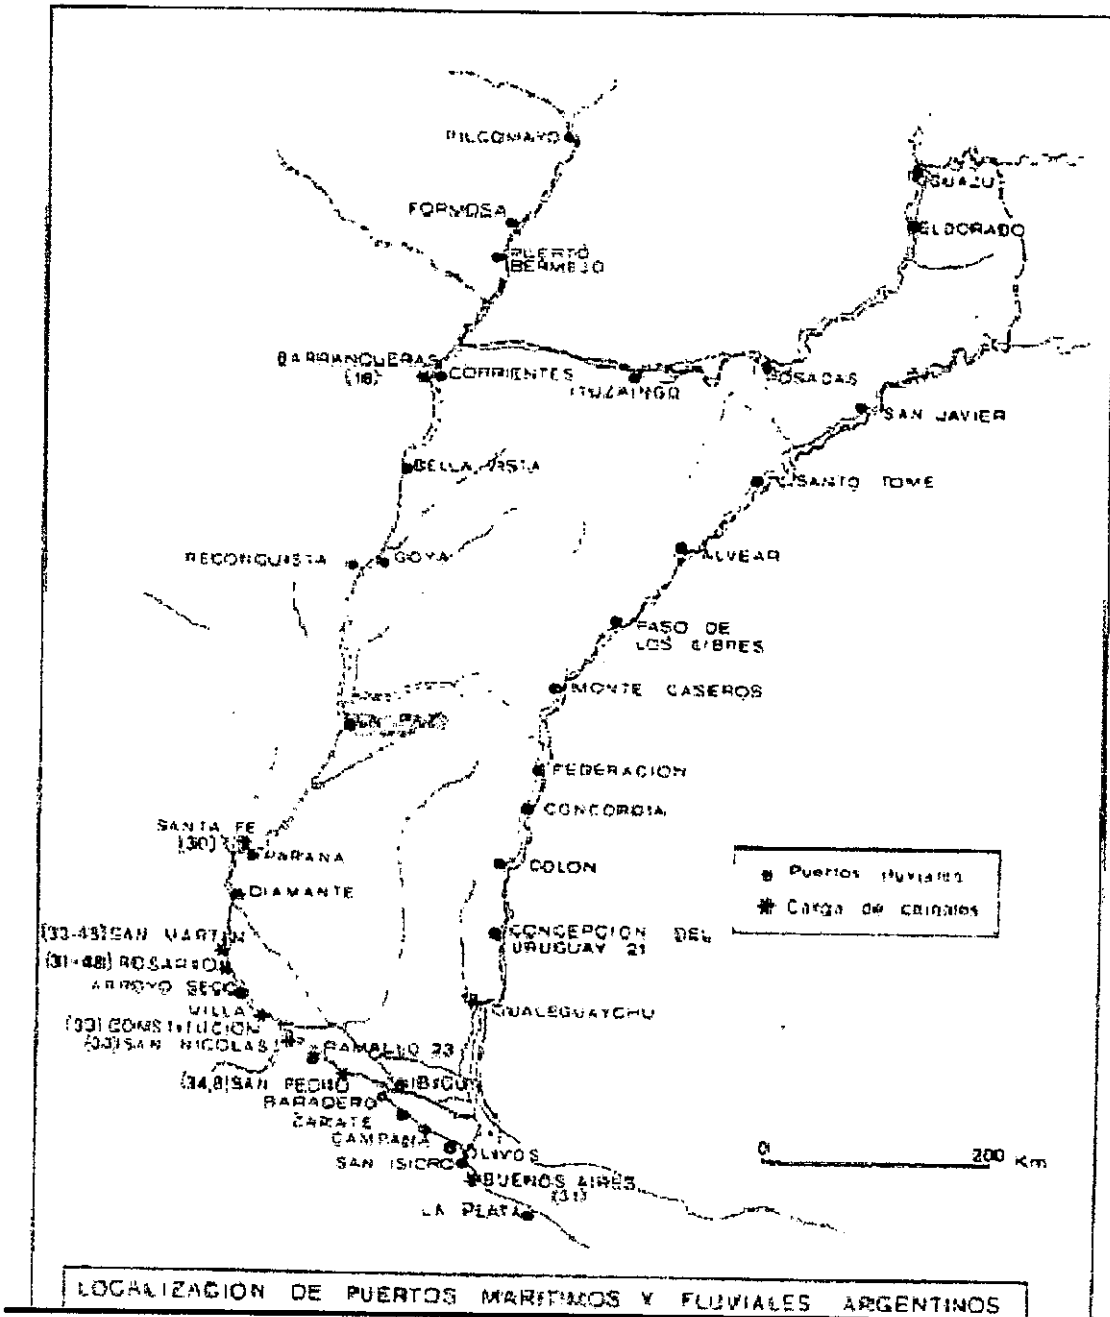 PILCOMAYO
IGUAZU
FORMOSA
ELDORADO
PUERTO
BERMEJO
BARRANQUERAS
(18)
CORRIENTES
ITUZAINGO
POSADAS
SAN JAVIER
BELLA VISTA
SANTO TOME
RECONQUISTA
GOYA
ALVEAR
PASO DE
LOS LIBRES
MONTE CASEROS
LA PAZ
FEDERACION
CONCORDIA
SANTA FE
(30)
PARANA
COLON
DIAMANTE
CONCEPCION DEL
URUGUAY 21
SAN MARTIN
(31-48) ROSARIO
ARROYO SECO
VILLA
(33) CONSTITUCION
(33) SAN NICOLAS
RAMALLO 23
GUALEGUAYCHU
(34,8) SAN PEDRO
IBICUY
BARADERO
ZARATE
CAMPANA
OLIVOS
SAN ISIDRO
BUENOS AIRES
(31)
LA PLATA
Puertos fluviales
Carga de cereales
0 200 Km
LOCALIZACION DE PUERTOS MARITIMOS Y FLUVIALES ARGENTINOS